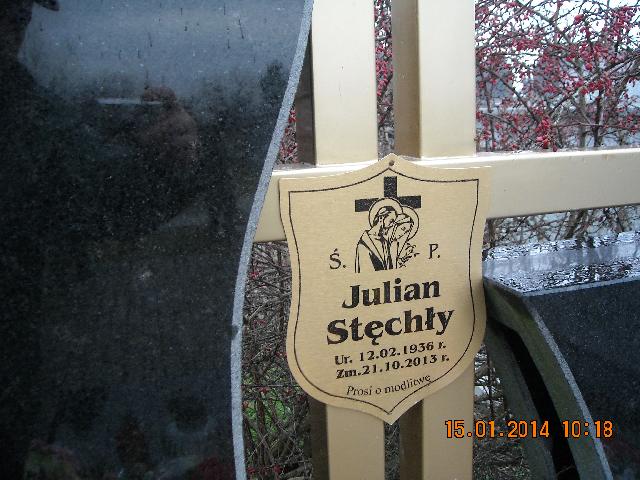 Ś. P.
Julian
Stęchły
Ur. 12.02.1936 r.
Zm.21.10.2013 r.
Prosi o modlitwę
15.01.2014 10:18